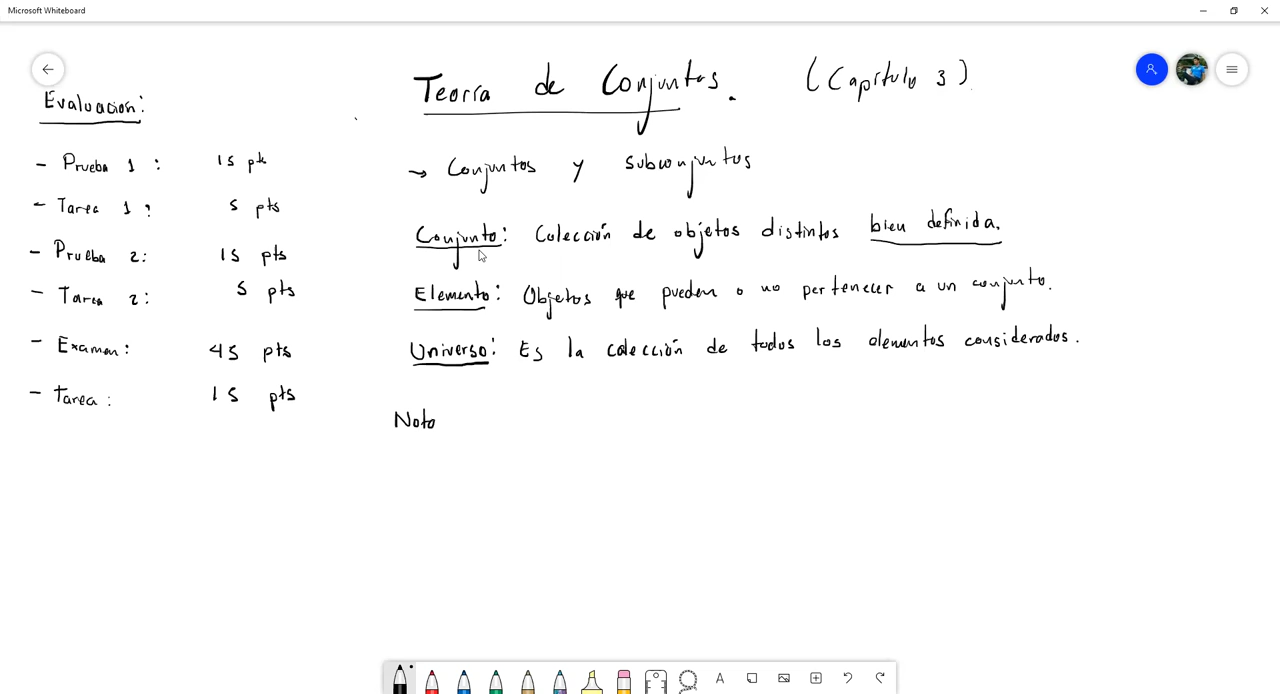 Microsoft Whiteboard
Evaluación:
- Prueba 1 : 15 pts
- Tarea 1 : 5 pts
- Prueba 2: 15 pts
- Tarea 2: 5 pts
- Examen: 45 pts
- Tarea : 15 pts
Teoría de Conjuntos. (Capítulo 3).
→ Conjuntos y subconjuntos
Conjunto: Colección de objetos distintos bien definida.
Elemento: Objetos que pueden o no pertenecer a un conjunto.
Universo: Es la colección de todos los elementos considerados.
Noto
A